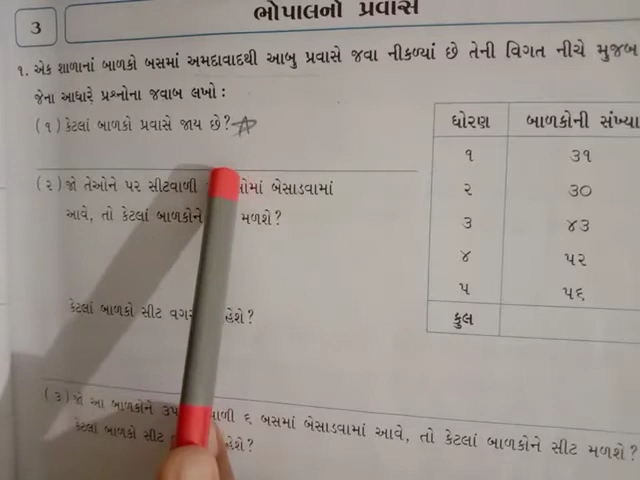 3
ભોપાલનો પ્રવાસ
૧. એક શાળાનાં બાળકો બસમાં અમદાવાદથી આબુ પ્રવાસે જવા નીકળ્યાં છે તેની વિગત નીચે મુજબ
જેના આધારે પ્રશ્નોના જવાબ લખો :
(૧) કેટલાં બાળકો પ્રવાસે જાય છે?
(૨) જો તેઓને ૫૨ સીટવાળી બેસાડવામાં
આવે, તો કેટલાં બાળકોને મળશે?
કેટલાં બાળકો સીટ
(૩) જો આ બાળકોને ૬ બસમાં બેસાડવામાં આવે, તો કેટલાં બાળકોને સીટ મળશે?
કેટલાં બાળકો સીટ
ધોરણ બાળકોની સંખ્યા
૧ ૩૧
૨ ૩૦
૩ ૪૩
૪ ૫૨
૫ ૫૬
કુલ